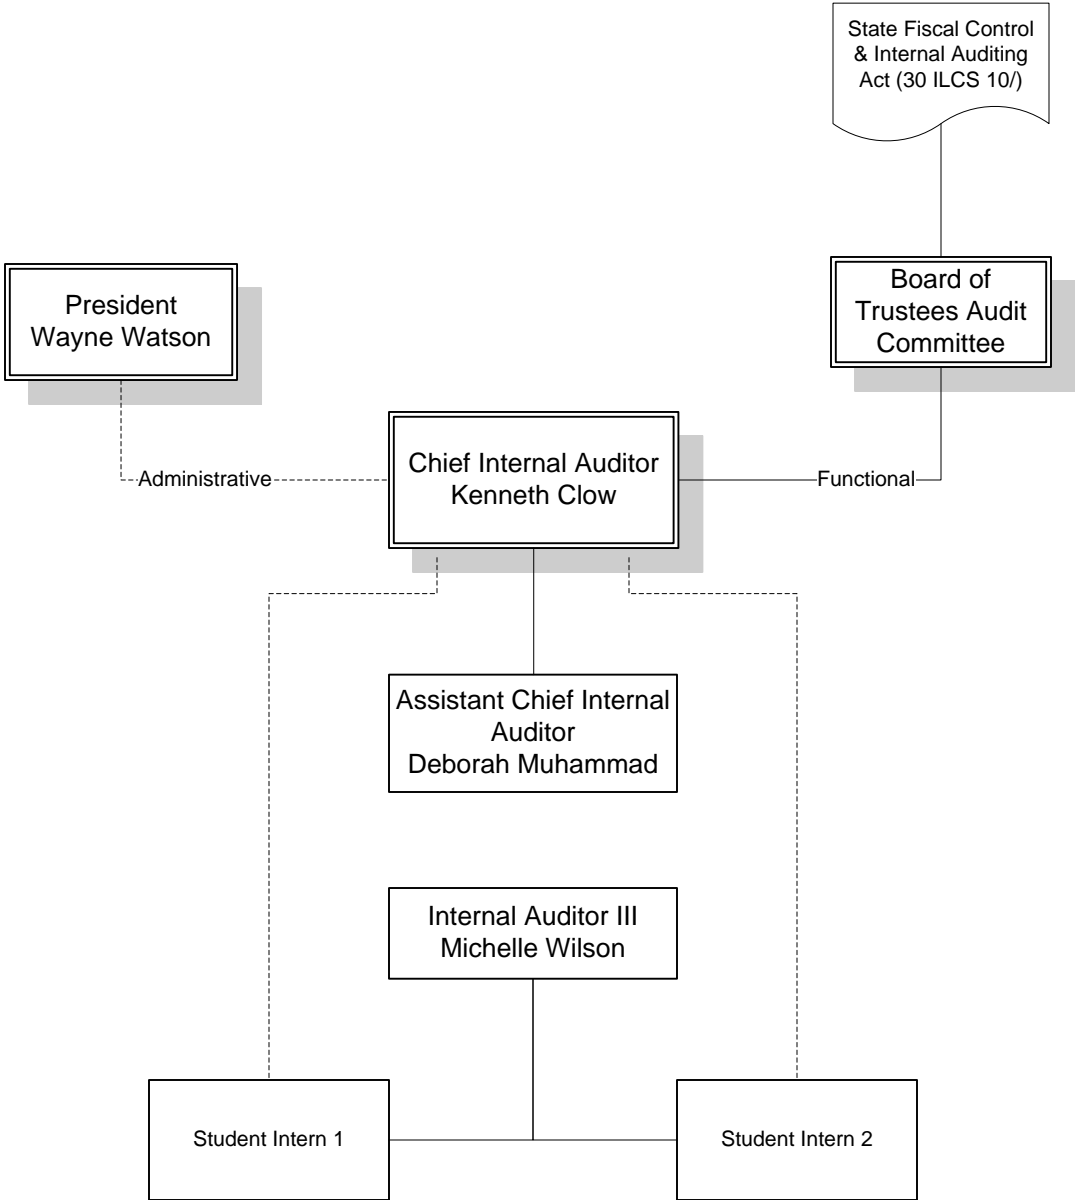 State Fiscal Control
& Internal Auditing
Act (30 ILCS 10/)
President
Wayne Watson
Board of
Trustees Audit
Committee
Administrative
Chief Internal Auditor
Kenneth Clow
Functional
Assistant Chief Internal
Auditor
Deborah Muhammad
Internal Auditor III
Michelle Wilson
Student Intern 1
Student Intern 2